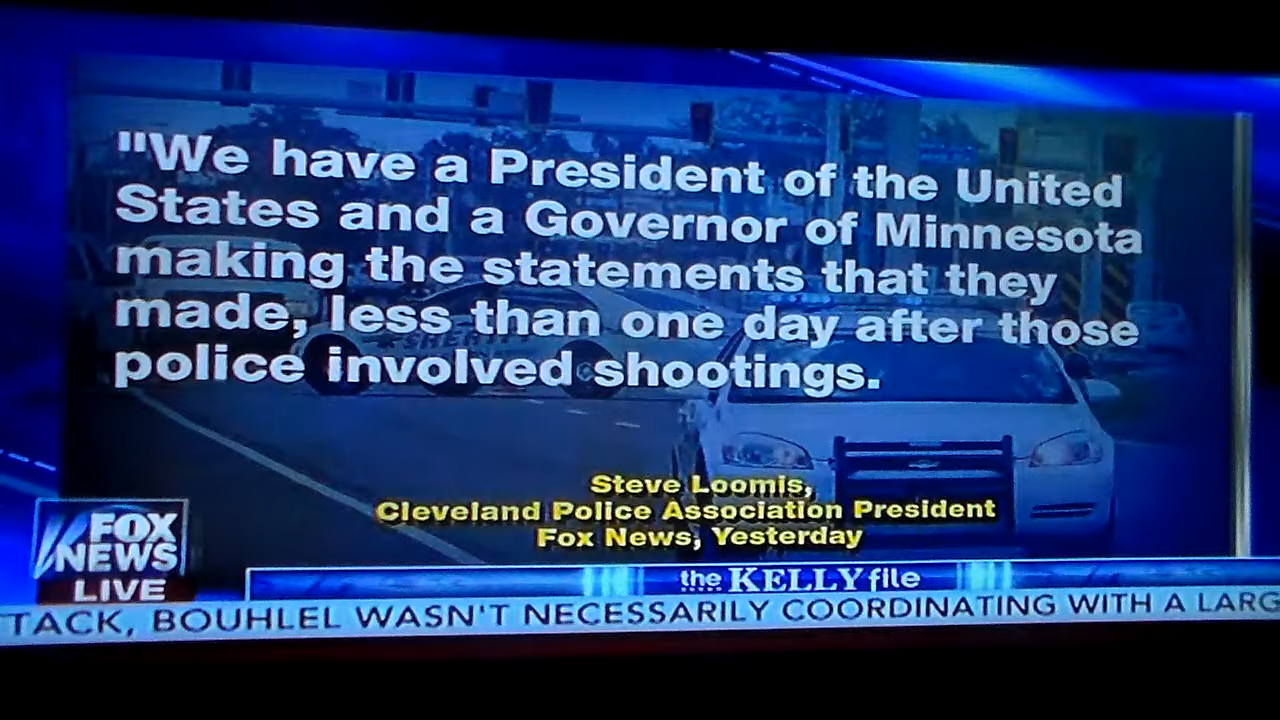 "We have a President of the United
States and a Governor of Minnesota
making the statements that they
made, less than one day after those
police involved shootings.
SHERIFF
Steve Loomis,
Cleveland Police Association President
Fox News, Yesterday
FOX
NEWS
LIVE
the KELLY file
TACK, BOUHLEL WASN'T NECESSARILY COORDINATING WITH A LARG